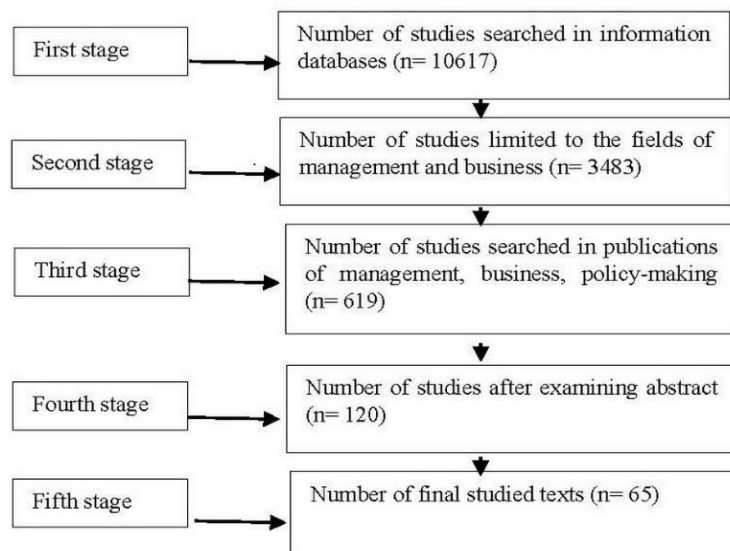 First stage
Number of studies searched in information
databases (n= 10617)
Second stage
Number of studies limited to the fields of
management and business (n= 3483)
Third stage
Number of studies searched in publications
of management, business, policy-making
(n= 619)
Fourth stage
Number of studies after examining abstract
(n= 120)
Fifth stage
Number of final studied texts (n= 65)